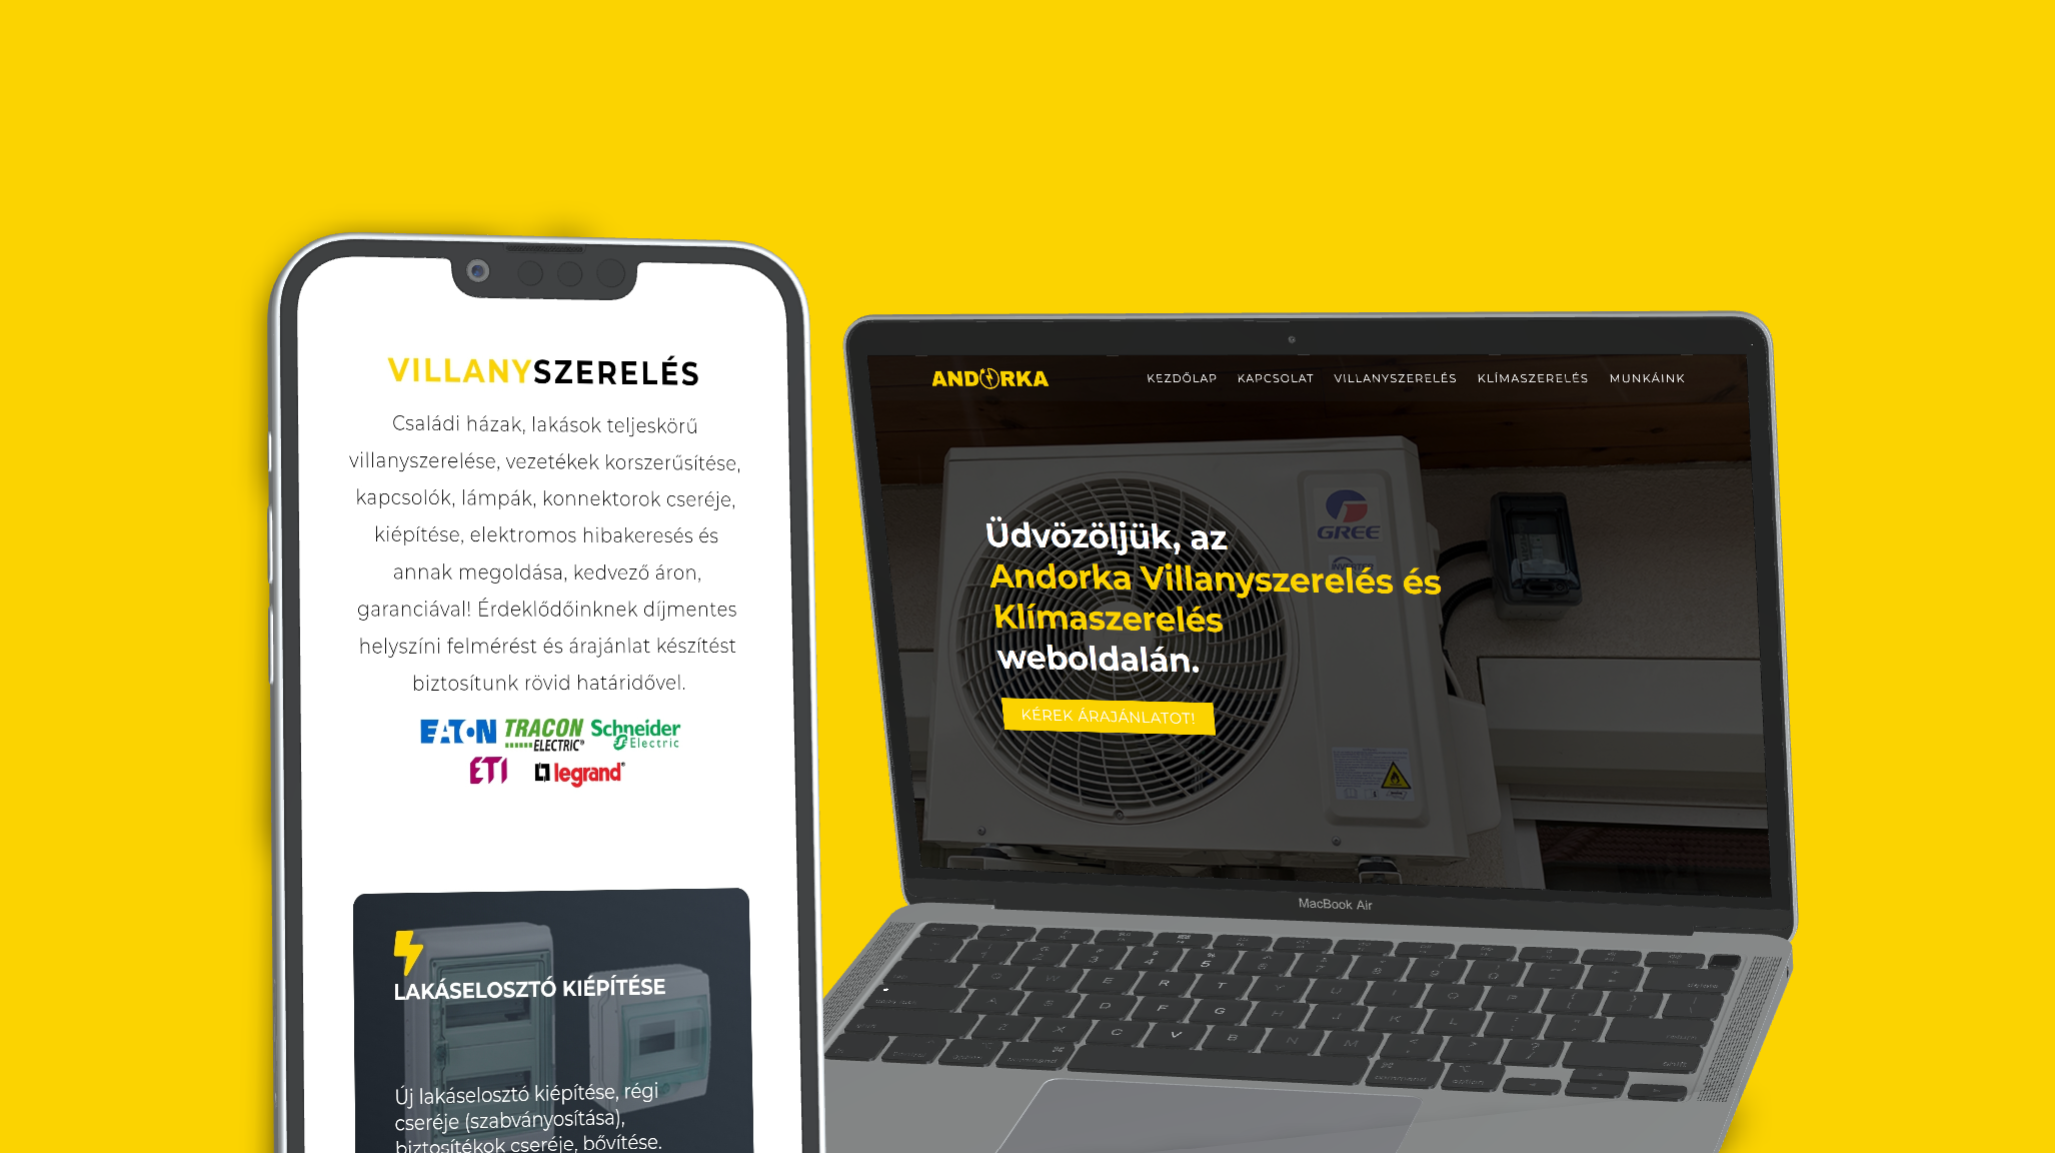 VILLANYSZERELÉS
Családi házak, lakások teljeskörű
villanyszerelése, vezetékek korszerűsítése,
kapcsolók, lámpák, konnektorok cseréje,
kiépítése, elektromos hibakeresés és
annak megoldása, kedvező áron,
garanciával! Érdeklődőinknek díjmentes
helyszíni felmérést és árajánlat készítést
biztosítunk rövid határidővel.
EATON TRACON ELECTRIC® Schneider Electric
ETI legrand®
LAKÁSELOSZTÓ KIÉPÍTÉSE
Új lakáselosztó kiépítése, régi
cseréje (szabványosítása),
biztosítékok cseréje, bővítése.
ANDORKA KEZDŐLAP KAPCSOLAT VILLANYSZERELÉS KLÍMASZERELÉS MUNKÁINK
GREE
Üdvözöljük, az
Andorka Villanyszerelés és
Klímaszerelés
weboldalán.
KÉREK ÁRAJÁNLATOT!
MacBook Air